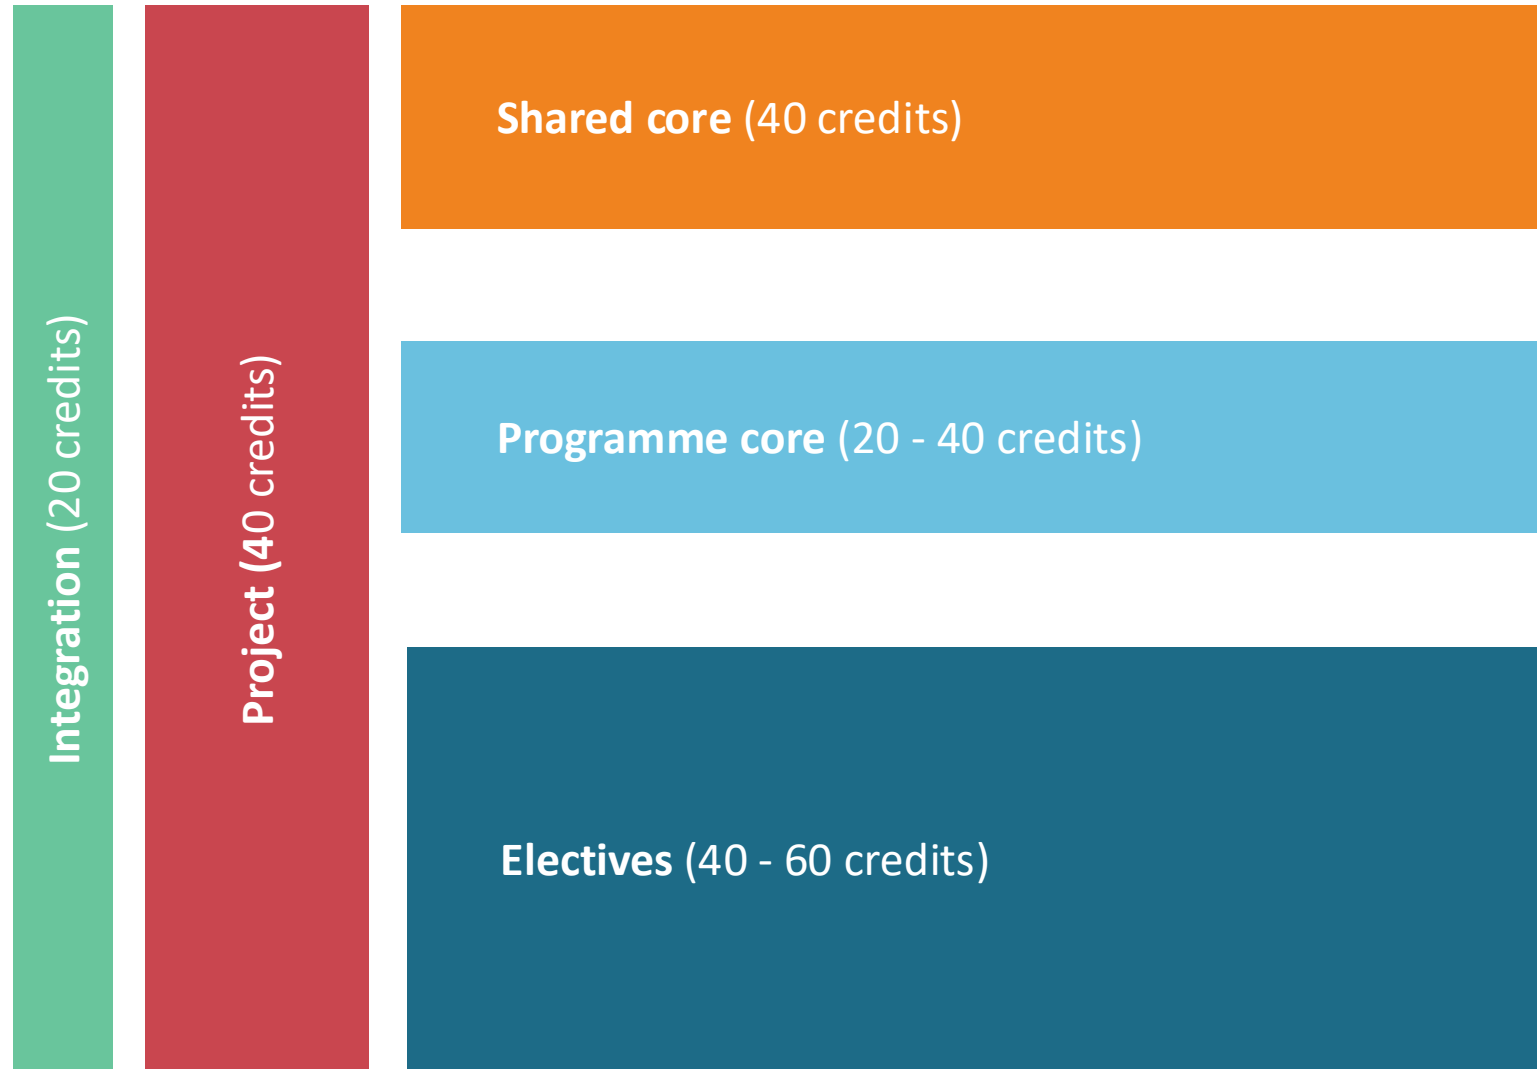 Integration (20 credits)
Project (40 credits)
Shared core (40 credits)
Programme core (20 - 40 credits)
Electives (40 - 60 credits)